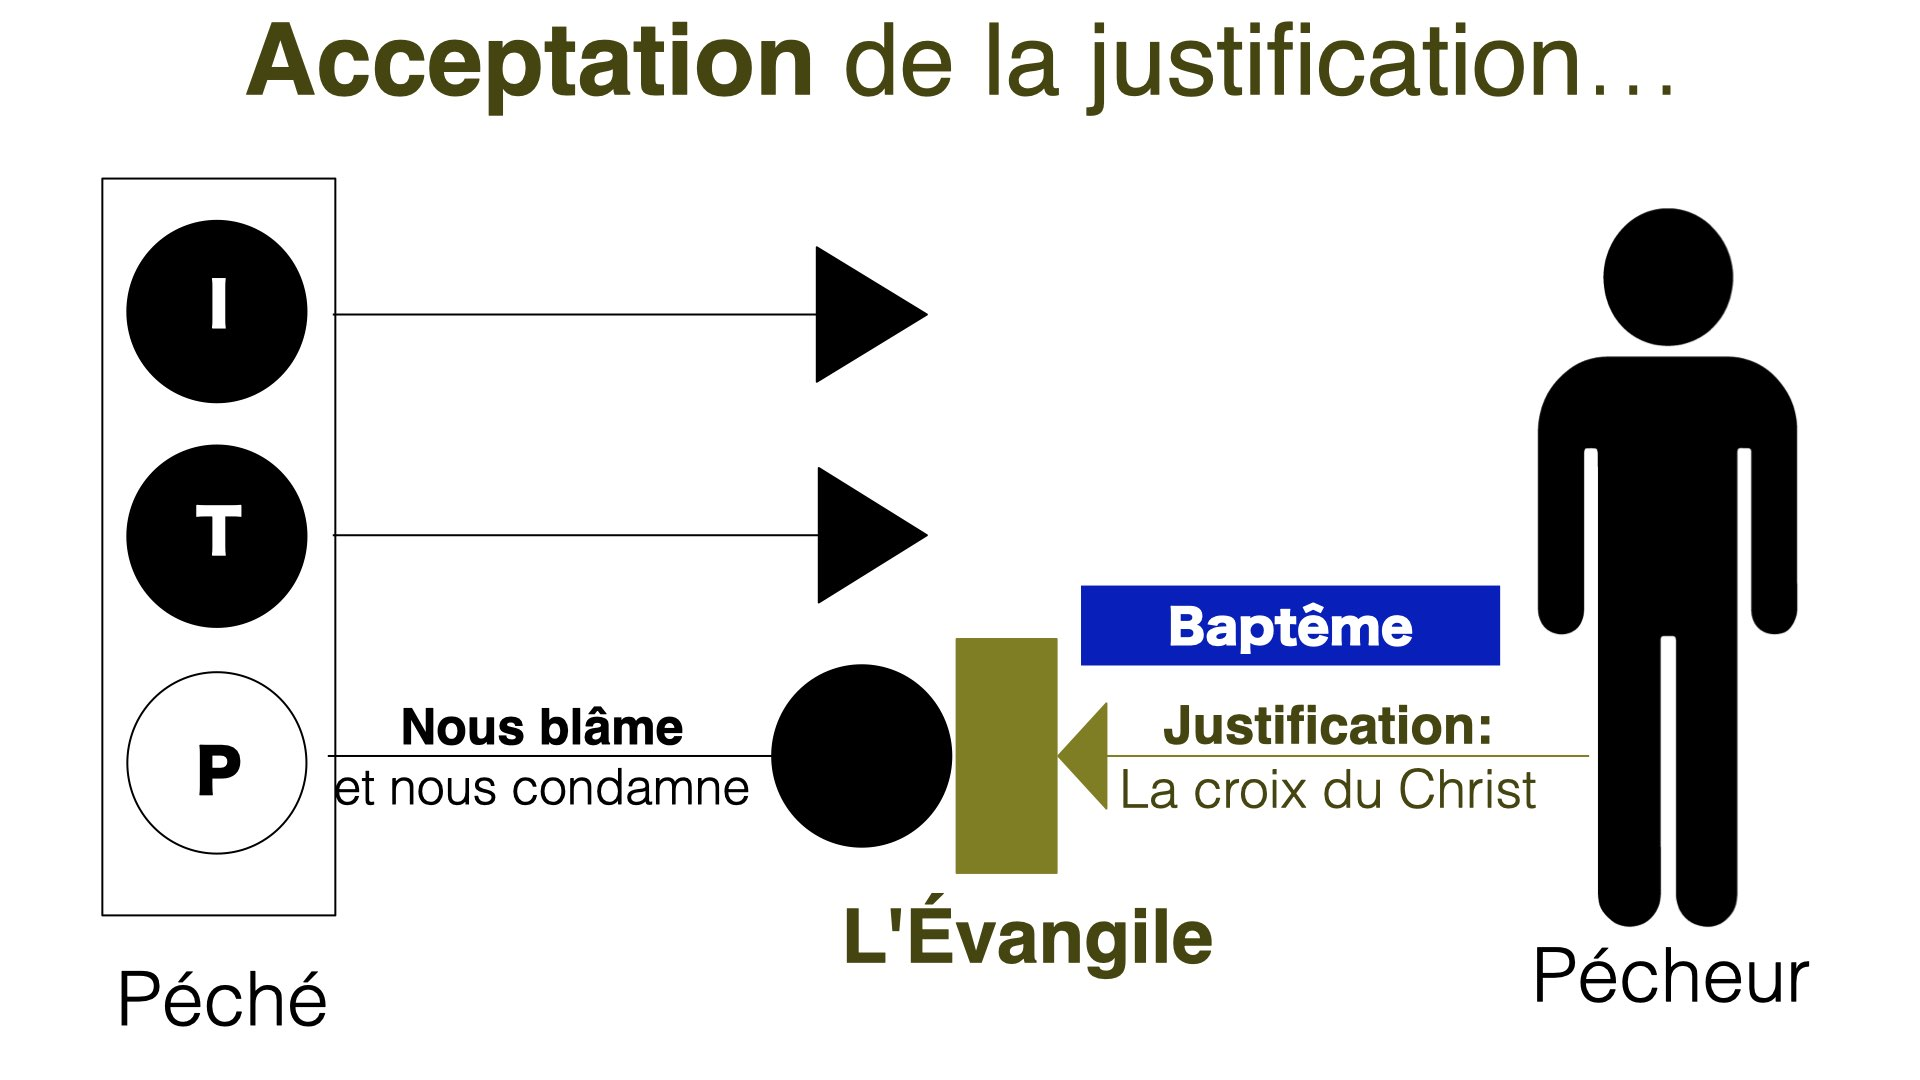 Acceptation de la justification…
I
T
Baptême
P
Nous blâme
et nous condamne
Justification:
La croix du Christ
L'Évangile
Péché
Pécheur